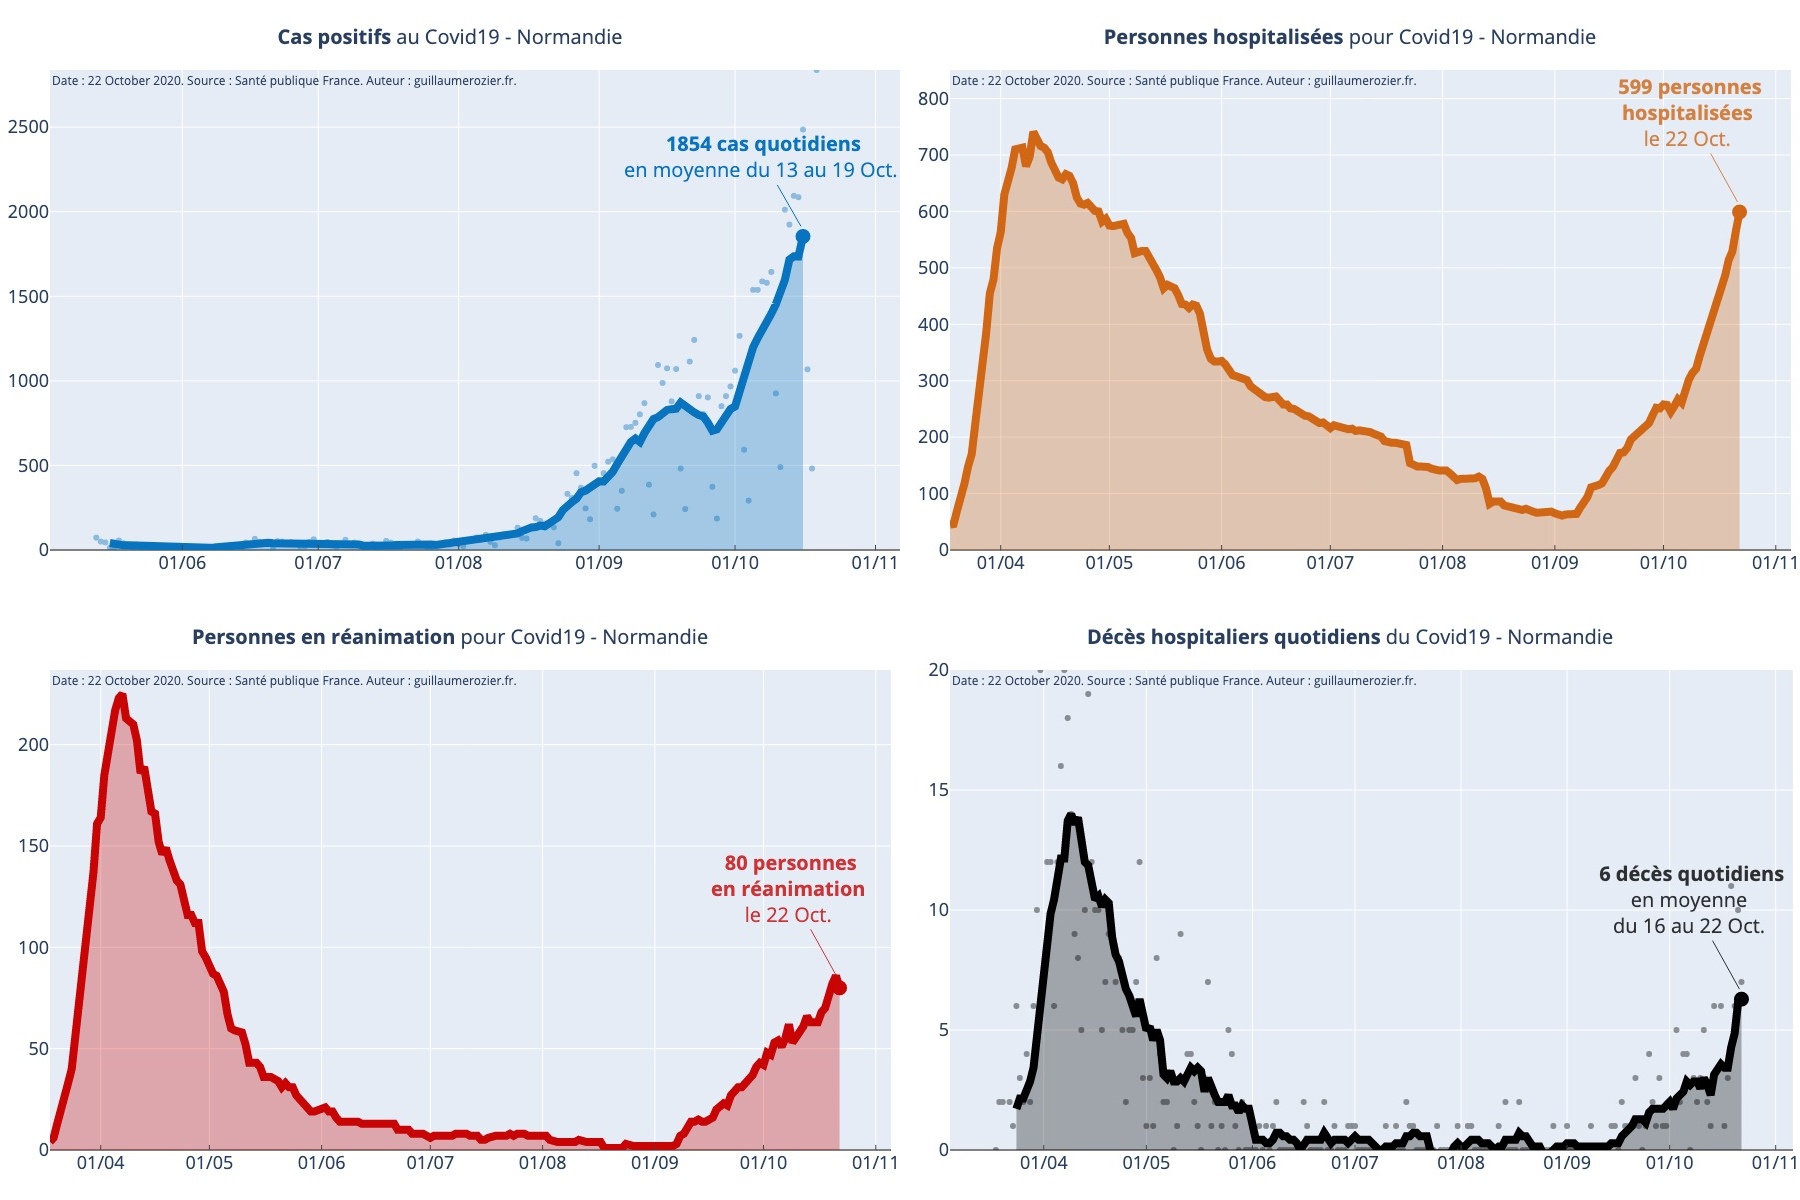 Cas positifs au Covid19 - Normandie
Date : 22 October 2020. Source : Santé publique France. Auteur : guillaumerozier.fr.
1854 cas quotidiens
en moyenne du 13 au 19 Oct.
2500
2000
1500
1000
500
0
01/06 01/07 01/08 01/09 01/10 01/11
Personnes hospitalisées pour Covid19 - Normandie
Date : 22 October 2020. Source : Santé publique France. Auteur : guillaumerozier.fr.
599 personnes
hospitalisées
le 22 Oct.
800
700
600
500
400
300
200
100
0
01/04 01/05 01/06 01/07 01/08 01/09 01/10 01/11
Personnes en réanimation pour Covid19 - Normandie
Date : 22 October 2020. Source : Santé publique France. Auteur : guillaumerozier.fr.
80 personnes
en réanimation
le 22 Oct.
200
150
100
50
0
01/04 01/05 01/06 01/07 01/08 01/09 01/10 01/11
Décès hospitaliers quotidiens du Covid19 - Normandie
Date : 22 October 2020. Source : Santé publique France. Auteur : guillaumerozier.fr.
6 décès quotidiens
en moyenne
du 16 au 22 Oct.
20
15
10
5
0
01/04 01/05 01/06 01/07 01/08 01/09 01/10 01/11